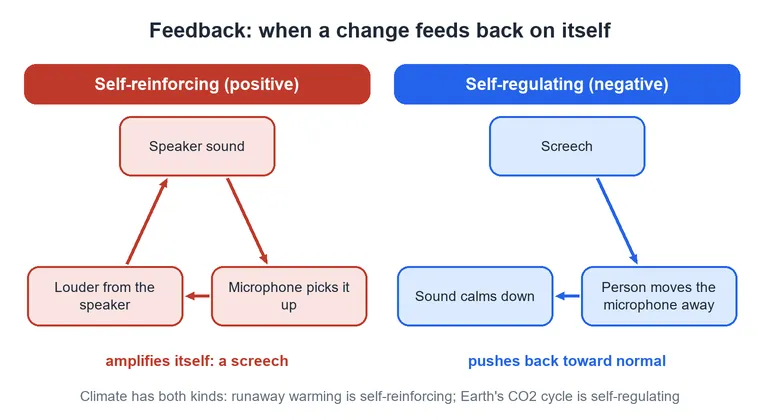 Feedback: when a change feeds back on itself
Self-reinforcing (positive)
Speaker sound
Louder from the
speaker
Microphone picks it
up
amplifies itself: a screech
Self-regulating (negative)
Screech
Sound calms down
Person moves the
microphone away
pushes back toward normal
Climate has both kinds: runaway warming is self-reinforcing; Earth's CO2 cycle is self-regulating